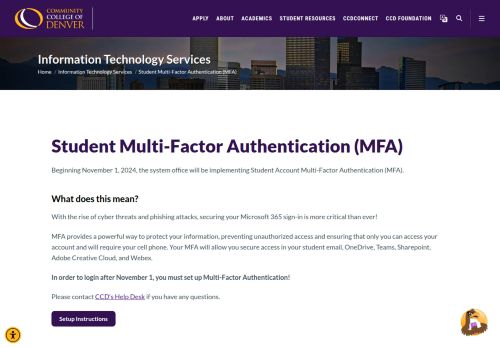 COMMUNITY
COLLEGE OF
DENVER
APPLY ABOUT ACADEMICS STUDENT RESOURCES CCDCONNECT CCD FOUNDATION
Information Technology Services
Home / Information Technology Services / Student Multi-Factor Authentication (MFA)
Student Multi-Factor Authentication (MFA)
Beginning November 1, 2024, the system office will be implementing Student Account Multi-Factor Authentication (MFA).
What does this mean?
With the rise of cyber threats and phishing attacks, securing your Microsoft 365 sign-in is more critical than ever!
MFA provides a powerful way to protect your information, preventing unauthorized access and ensuring that only you can access your
account and will require your cell phone. Your MFA will allow you secure access in your student email, OneDrive, Teams, Sharepoint,
Adobe Creative Cloud, and Webex.
In order to login after November 1, you must set up Multi-Factor Authentication!
Please contact CCD's Help Desk if you have any questions.
Setup Instructions